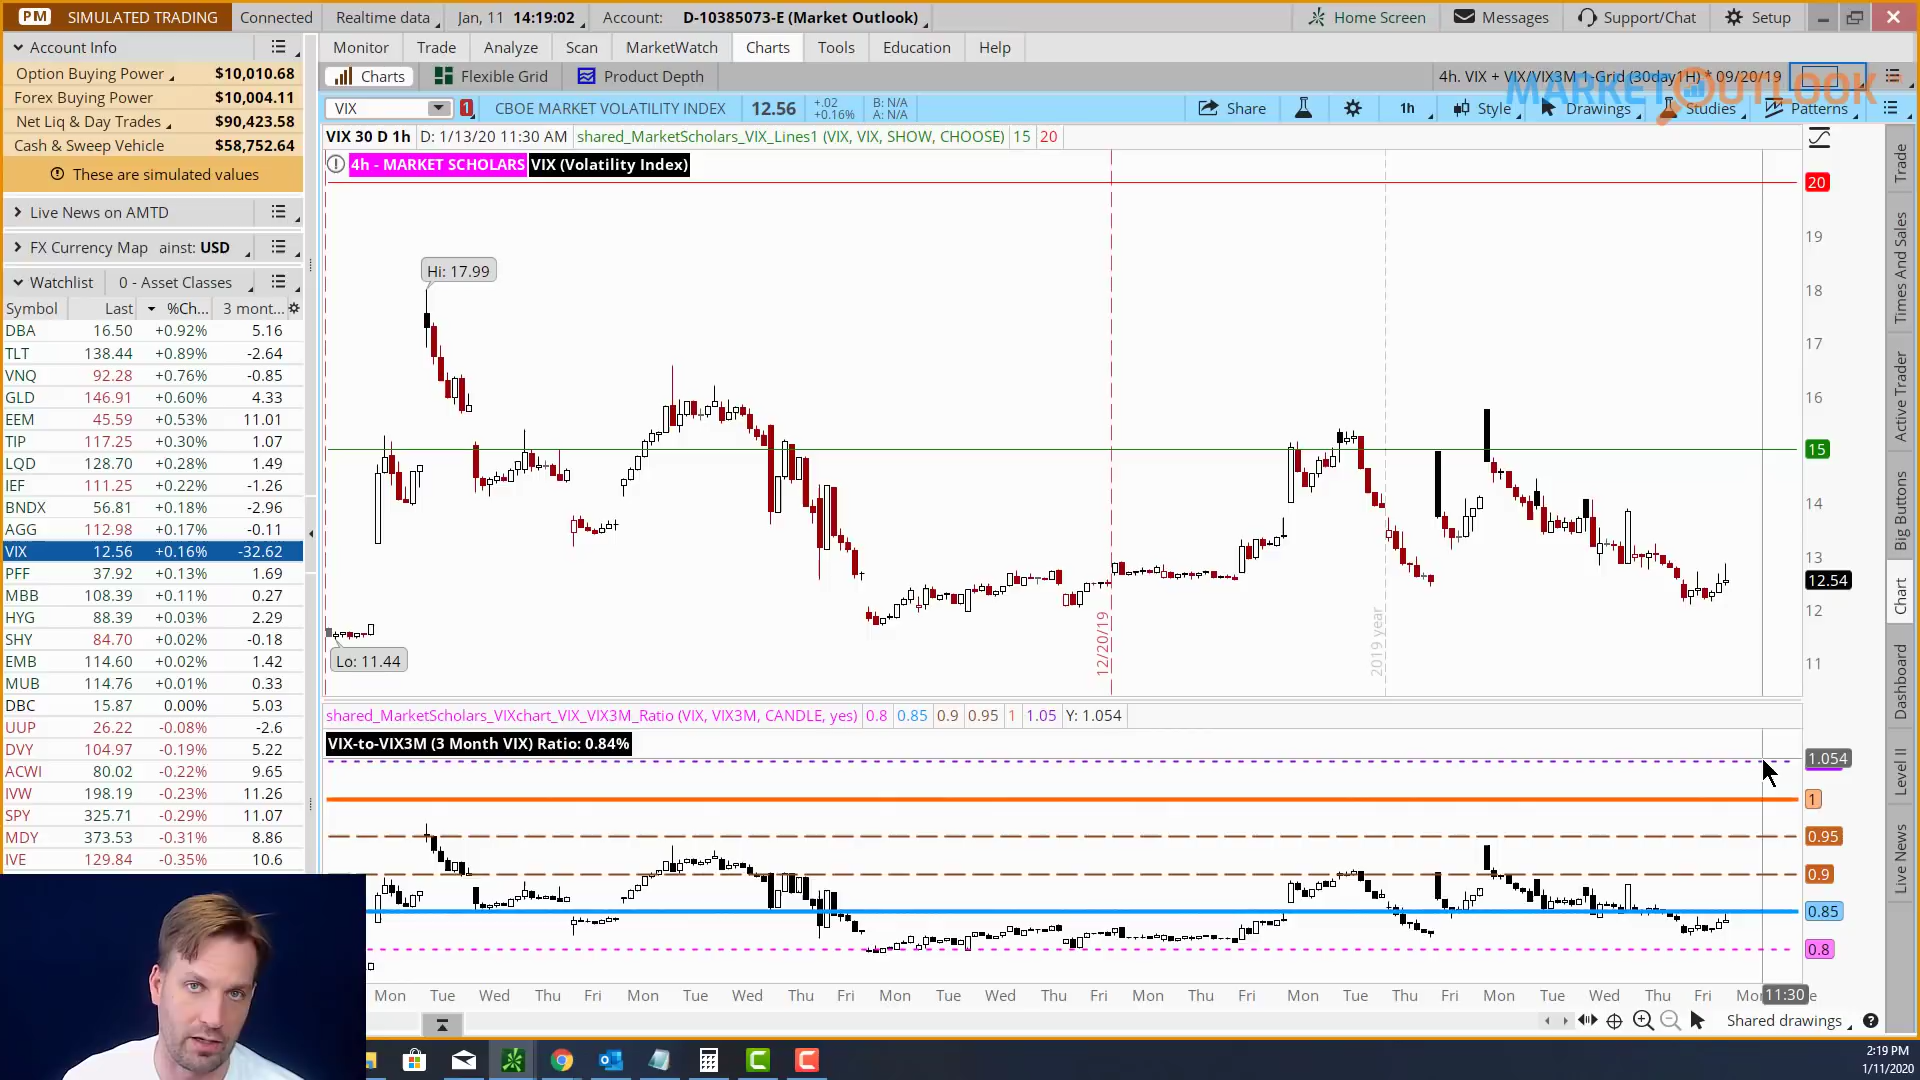 PM SIMULATED TRADING Connected Realtime data Jan, 11 14:19:02 Account: D-10385073-E (Market Outlook) Home Screen Messages Support/Chat Setup
Account Info
Option Buying Power $10,010.68
Forex Buying Power $10,004.11
Net Liq & Day Trades $90,423.58
Cash & Sweep Vehicle $58,752.64
These are simulated values
Live News on AMTD
FX Currency Map ainst: USD
Watchlist 0 - Asset Classes
Symbol Last %Ch... 3 mont...
DBA 16.50 +0.92% 5.16
TLT 138.44 +0.89% -2.64
VNQ 92.28 +0.76% -0.85
GLD 146.91 +0.60% 4.33
EEM 45.59 +0.53% 11.01
TIP 117.25 +0.30% 1.07
LQD 128.70 +0.28% 1.49
IEF 111.25 +0.22% -1.26
BNDX 56.81 +0.18% -2.96
AGG 112.98 +0.17% -0.11
VIX 12.56 +0.16% -32.62
PFF 37.92 +0.13% 1.69
MBB 108.39 +0.11% 0.27
HYG 88.39 +0.03% 2.29
SHY 84.70 +0.02% -0.18
EMB 114.60 +0.02% 1.42
MUB 114.76 +0.01% 0.33
DBC 15.87 0.00% 5.03
UUP 26.22 -0.08% -2.6
DVY 104.97 -0.19% 5.22
ACWI 80.02 -0.22% 9.65
IVW 198.19 -0.23% 11.26
SPY 325.71 -0.29% 11.07
MDY 373.53 -0.31% 8.86
IVE 129.84 -0.35% 10.6
Monitor Trade Analyze Scan MarketWatch Charts Tools Education Help
Charts Flexible Grid Product Depth 4h. VIX + VIX/VIX3M 1-Grid (30day1H) * 09/20/19
MARKET OUTLOOK
VIX 1 CBOE MARKET VOLATILITY INDEX 12.56 +.02 +0.16% B: N/A A: N/A Share 1h Style Drawings Studies Patterns
VIX 30 D 1h D: 1/13/20 11:30 AM shared_MarketScholars_VIX_Lines1 (VIX, VIX, SHOW, CHOOSE) 15 20
4h - MARKET SCHOLARS VIX (Volatility Index)
20
19
18
17
16
15
14
13
12.54
12
11
Hi: 17.99
Lo: 11.44
12/20/19
2019 year
shared_MarketScholars_VIXchart_VIX_VIX3M_Ratio (VIX, VIX3M, CANDLE, yes) 0.8 0.85 0.9 0.95 1 1.05 Y: 1.054
VIX-to-VIX3M (3 Month VIX) Ratio: 0.84%
1.054
1
0.95
0.9
0.85
0.8
Mon Tue Wed Thu Fri Mon Tue Wed Thu Fri Mon Tue Wed Thu Fri Mon Thu Fri Mon Tue Thu Fri Mon Tue Wed Thu Fri Mo 11:30 e
Shared drawings
Trade
Times And Sales
Active Trader
Big Buttons
Chart
Dashboard
Level II
Live News
2:19 PM
1/11/2020